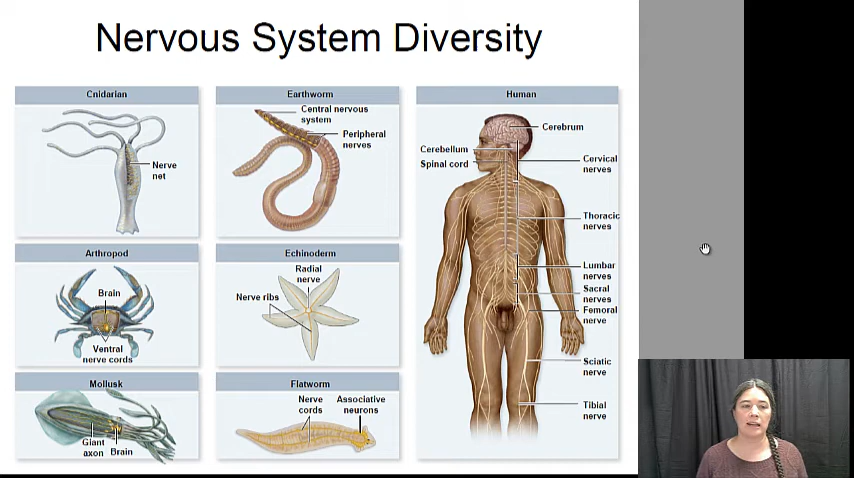 Nervous System Diversity
Cnidarian
Nerve
net
Earthworm
Central nervous
system
Peripheral
nerves
Human
Cerebrum
Cerebellum
Spinal cord
Cervical
nerves
Thoracic
nerves
Lumbar
nerves
Sacral
nerves
Femoral
nerve
Sciatic
nerve
Tibial
nerve
Arthropod
Brain
Ventral
nerve cords
Echinoderm
Radial
nerve
Nerve ribs
Mollusk
Giant
axon
Brain
Flatworm
Nerve
cords
Associative
neurons